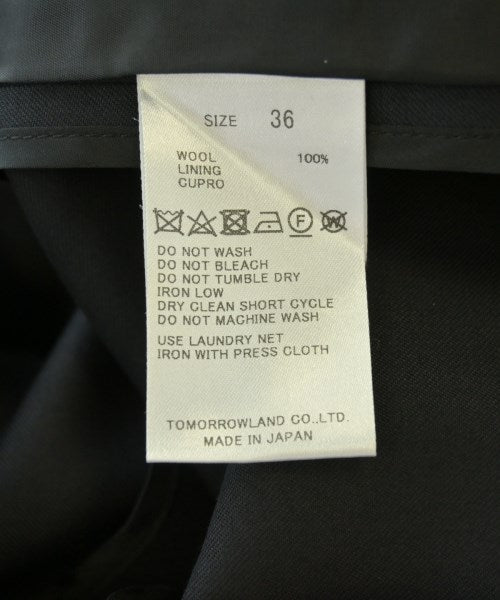 SIZE 36
WOOL 100%
LINING
CUPRO
F W
DO NOT WASH
DO NOT BLEACH
DO NOT TUMBLE DRY
IRON LOW
DRY CLEAN SHORT CYCLE
DO NOT MACHINE WASH
USE LAUNDRY NET
IRON WITH PRESS CLOTH
TOMORROWLAND CO.,LTD.
MADE IN JAPAN